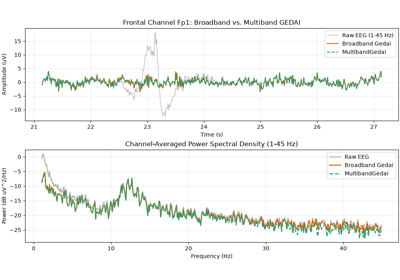 Frontal Channel Fp1: Broadband vs. Multiband GEDAI
Amplitude (uV)
15
10
5
0
−5
−10
Raw EEG (1-45 Hz)
Broadband Gedai
MultibandGedai
21
22
23
24
25
26
27
Time (s)
Channel-Averaged Power Spectral Density (1-45 Hz)
Power (dB uV^2/Hz)
0
−5
−10
−15
−20
−25
Raw EEG
Broadband Gedai
MultibandGedai
0
10
20
30
40
Frequency (Hz)